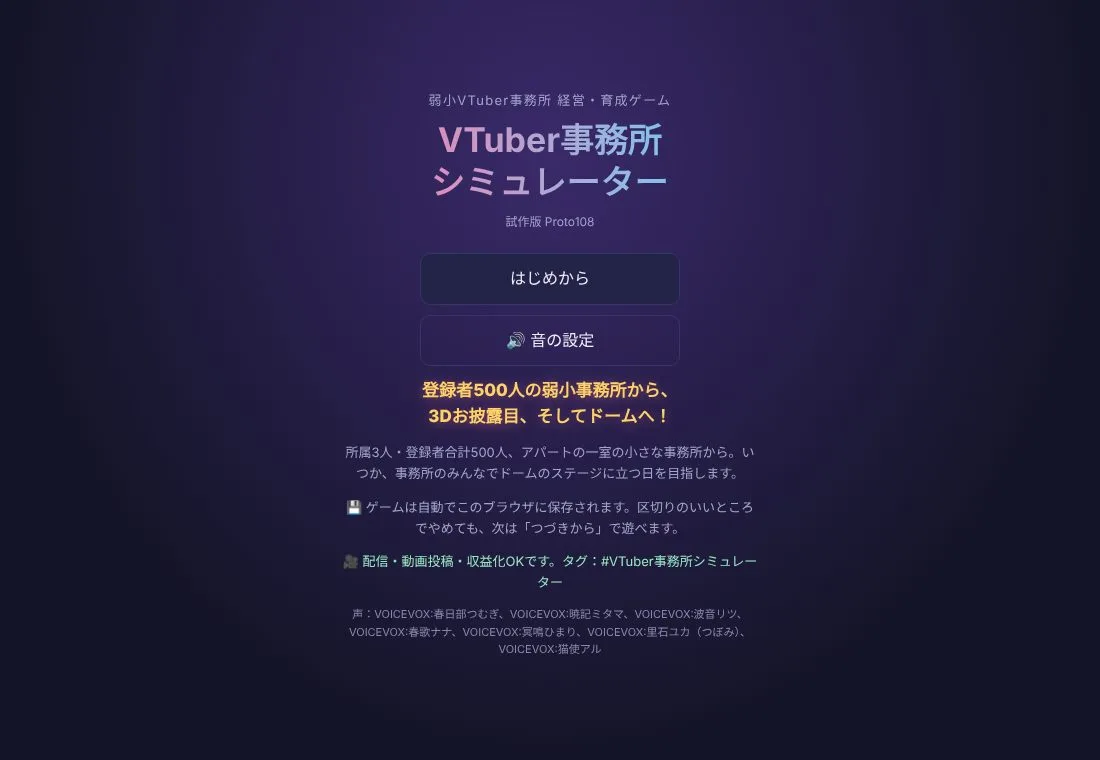 弱小VTuber事務所 経営・育成ゲーム
VTuber事務所
シミュレーター
試作版 Proto108
はじめから
🔊 音の設定
登録者500人の弱小事務所から、
3Dお披露目、そしてドームへ！
所属3人・登録者合計500人、アパートの一室の小さな事務所から。い
つか、事務所のみんなでドームのステージに立つ日を目指します。
💾 ゲームは自動でこのブラウザに保存されます。区切りのいいところ
でやめても、次は「つづきから」で遊べます。
🎥 配信・動画投稿・収益化OKです。タグ：#VTuber事務所シミュレー
ター
声：VOICEVOX:春日部つむぎ、VOICEVOX:暁記ミタマ、VOICEVOX:波音リツ、
VOICEVOX:春歌ナナ、VOICEVOX:冥鳴ひまり、VOICEVOX:里石ユカ（つぼみ）、
VOICEVOX:猫使アル